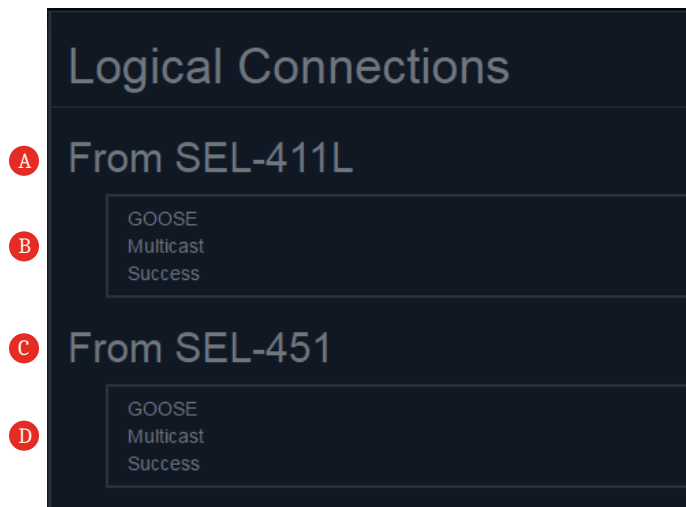 Logical Connections
A From SEL-411L
GOOSE
B Multicast
Success
C From SEL-451
GOOSE
D Multicast
Success